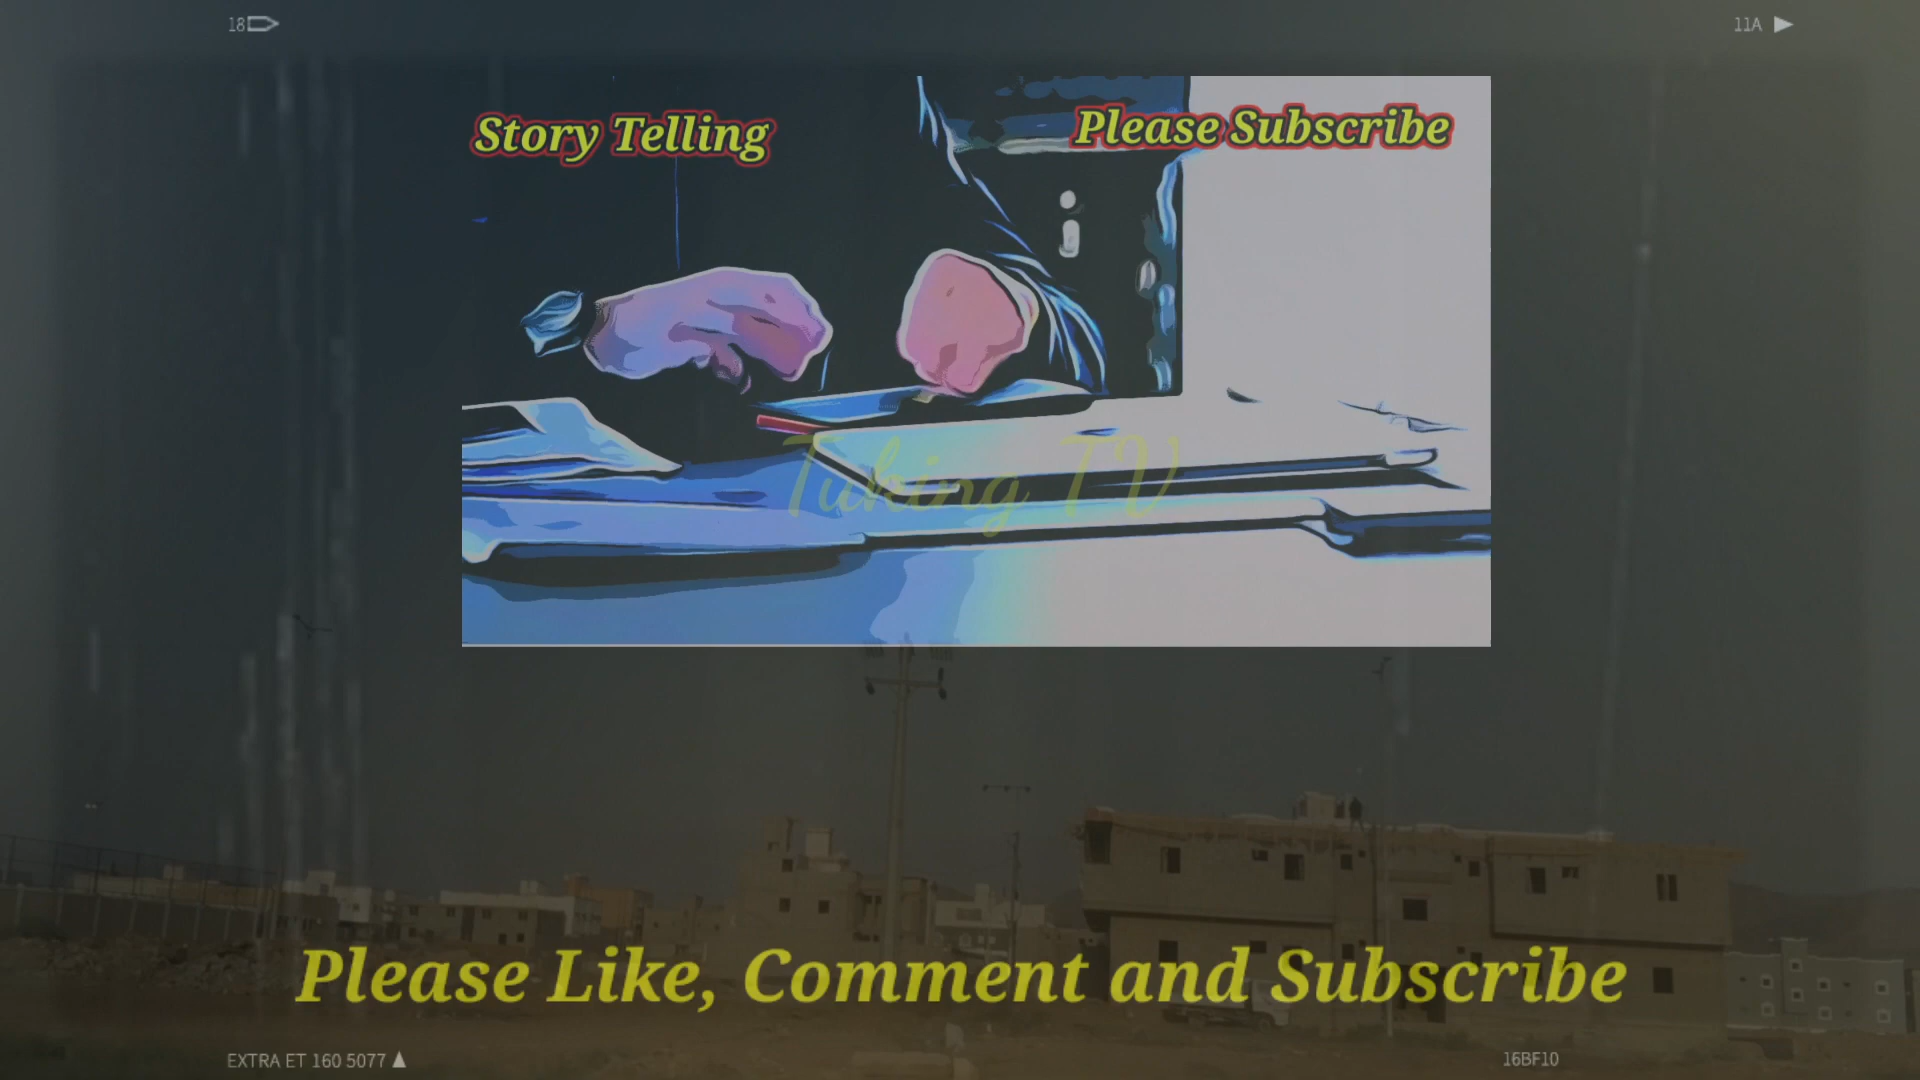 18
11A
Story Telling
Please Subscribe
Tuking TV
Please Like, Comment and Subscribe
EXTRA ET 160 5077
16BF10